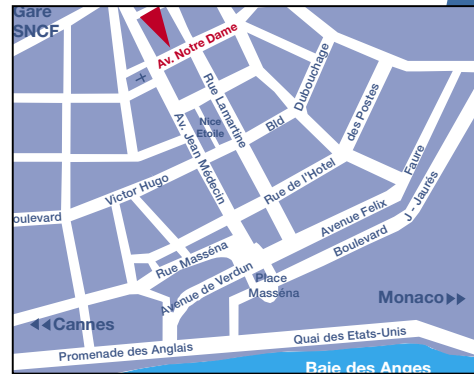 Gare
SNCF
Av. Notre Dame
Rue Lamartine
Dubouchage
des Postes
Nice
Etoile
Bld
Av. Jean Médecin
Faure
Victor Hugo
Rue de l'Hotel
oulevard
Avenue Felix
J - Jaurés
Boulevard
Rue Masséna
Avenue de Verdun
Place
Masséna
Monaco
Cannes
Quai des Etats-Unis
Promenade des Anglais
Baie des Anges